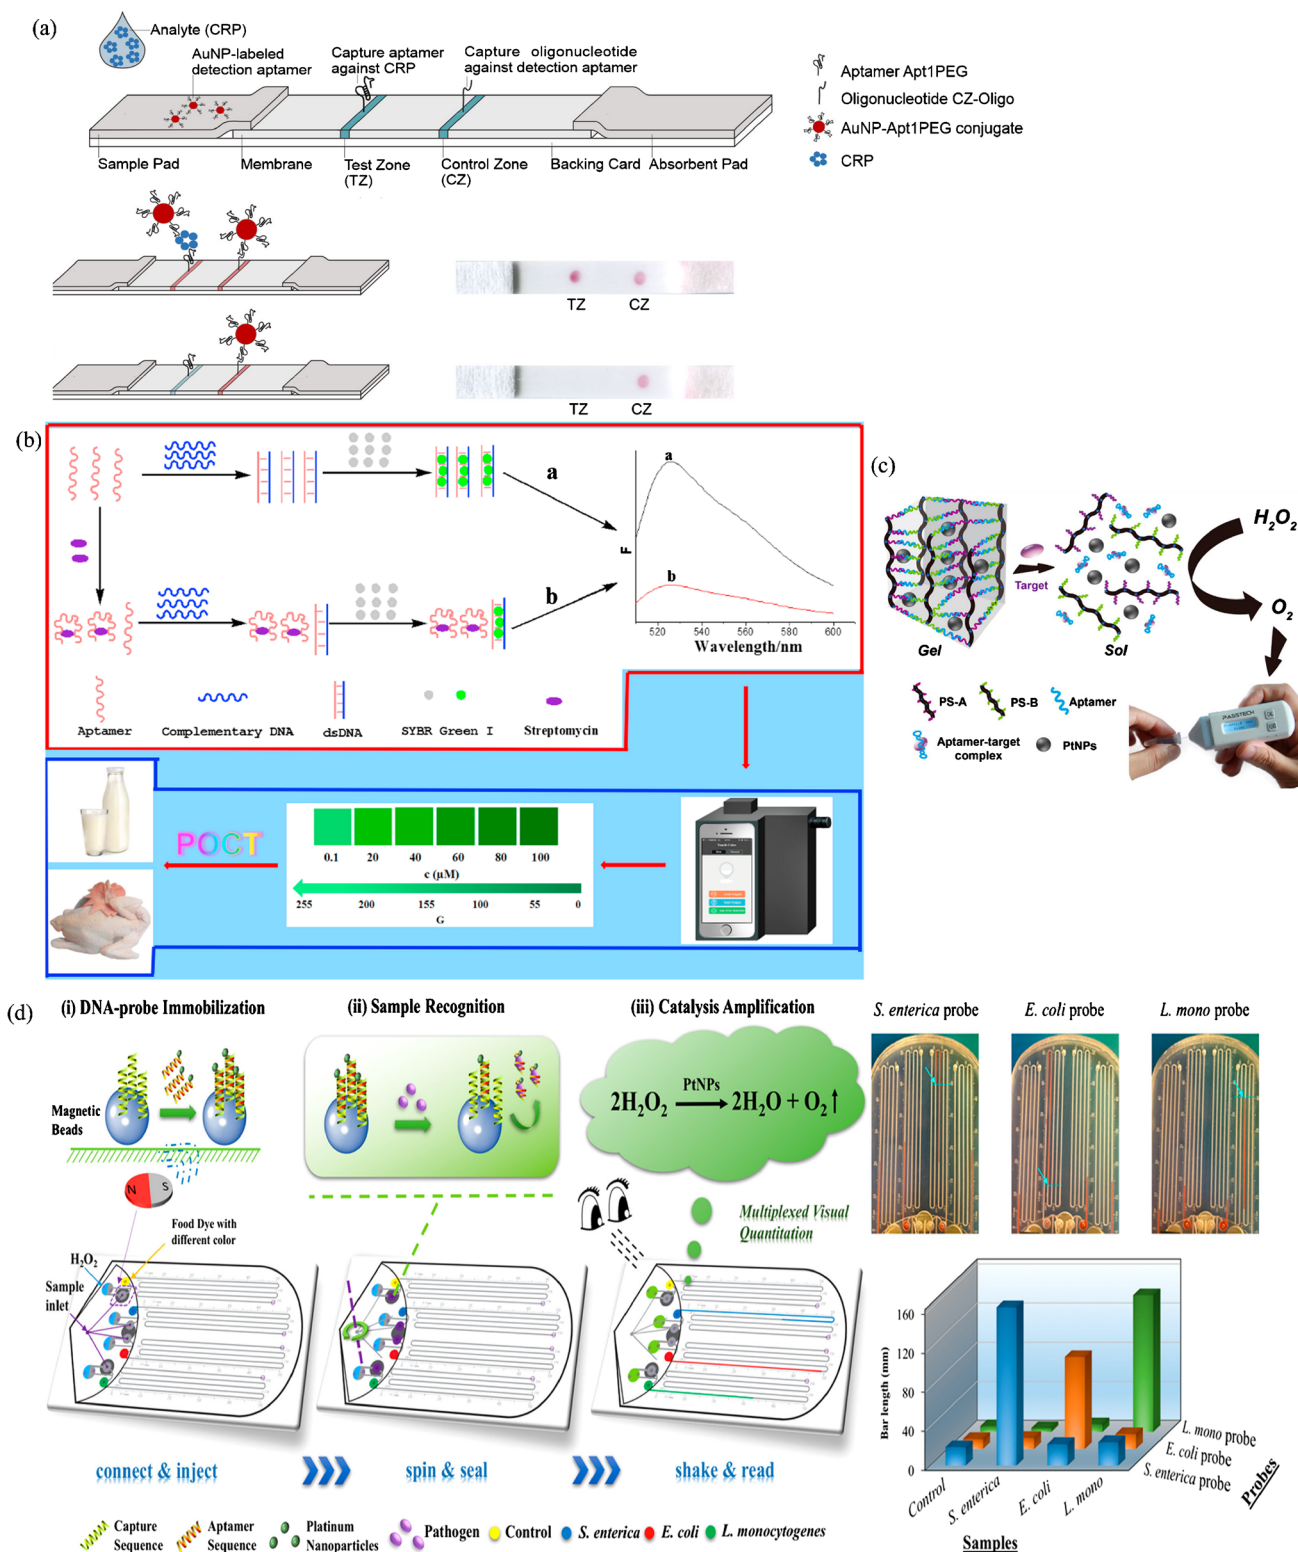 (a)
Analyte (CRP)
AuNP-labeled
detection aptamer
Capture aptamer
against CRP
Capture oligonucleotide
against detection aptamer
Sample Pad
Membrane
Test Zone
(TZ)
Control Zone
(CZ)
Backing Card
Absorbent Pad
Aptamer Apt1PEG
Oligonucleotide CZ-Oligo
AuNP-Apt1PEG conjugate
CRP
TZ
CZ
TZ
CZ
(b)
a
b
a
b
F
520
540
560
580
600
Wavelength/nm
Aptamer
Complementary DNA
dsDNA
SYBR Green I
Streptomycin
POCT
0.1
20
40
60
80
100
c (µM)
255
200
155
100
55
0
G
(c)
H2O2
Target
O2
Gel
Sol
PS-A
PS-B
Aptamer
Aptamer-target
complex
PtNPs
PASSTECH
(d)
(i) DNA-probe Immobilization
(ii) Sample Recognition
(iii) Catalysis Amplification
S. enterica probe
E. coli probe
L. mono probe
Magnetic
Beads
N
S
PtNPs
2H2O2
2H2O + O2
Multiplexed Visual
Quantitation
Food Dye with
different color
H2O2
Sample
inlet
connect & inject
spin & seal
shake & read
Capture
Sequence
Aptamer
Sequence
Platinum
Nanoparticles
Pathogen
Control
S. enterica
E. coli
L. monocytogenes
Bar length (mm)
160
120
80
40
0
Control
S. enterica
E. coli
L. mono
Samples
L. mono probe
E. coli probe
S. enterica probe
Probes